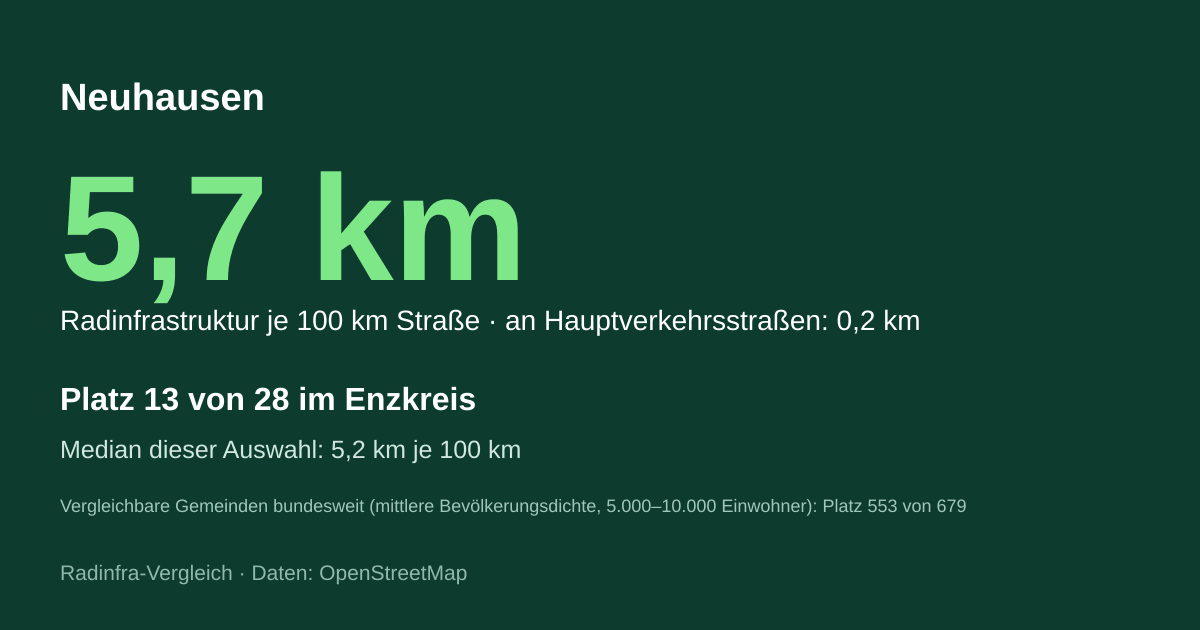 Neuhausen
5,7 km
Radinfrastruktur je 100 km Straße · an Hauptverkehrsstraßen: 0,2 km
Platz 13 von 28 im Enzkreis
Median dieser Auswahl: 5,2 km je 100 km
Vergleichbare Gemeinden bundesweit (mittlere Bevölkerungsdichte, 5.000–10.000 Einwohner): Platz 553 von 679
Radinfra-Vergleich · Daten: OpenStreetMap